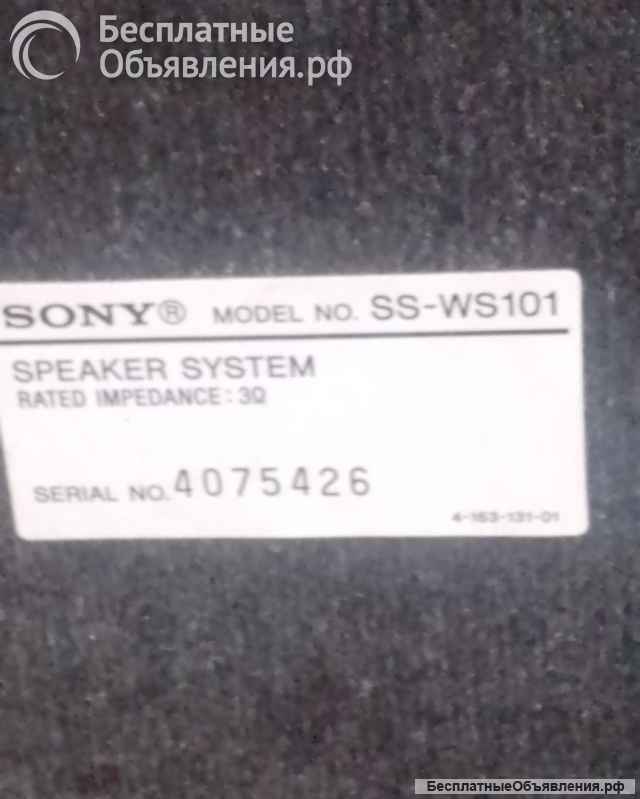 Бесплатные
Объявления.рф
SONY® MODEL NO. SS-WS101
SPEAKER SYSTEM
RATED IMPEDANCE: 3Ω
SERIAL NO. 4075426
4-163-131-01
БесплатныеОбъявления.рф